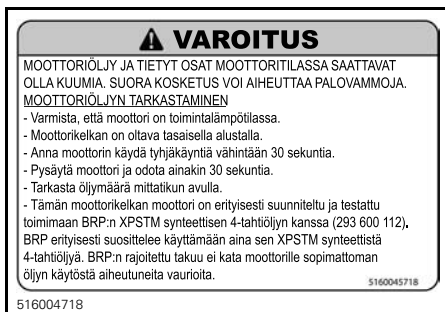 VAROITUS
MOOTTORIÖLJY JA TIETYT OSAT MOOTTORITILASSA SAATTAVAT
OLLA KUUMIA. SUORA KOSKETUS VOI AIHEUTTAA PALOVAMMOJA.
MOOTTORIÖLJYN TARKASTAMINEN
- Varmista, että moottori on toimintalämpötilassa.
- Moottorikelkan on oltava tasaisella alustalla.
- Anna moottorin käydä tyhjäkäyntiä vähintään 30 sekuntia.
- Pysäytä moottori ja odota ainakin 30 sekuntia.
- Tarkasta öljymäärä mittatikun avulla.
- Tämän moottorikelkan moottori on erityisesti suunniteltu ja testattu
toimimaan BRP:n XPSTM synteettisen 4-tahtiöljyn kanssa (293 600 112).
BRP erityisesti suosittelee käyttämään aina sen XPSTM synteettistä
4-tahtiöljyä. BRP:n rajoitettu takuu ei kata moottorille sopimattoman
öljyn käytöstä aiheutuneita vaurioita.
5160045718
516004718